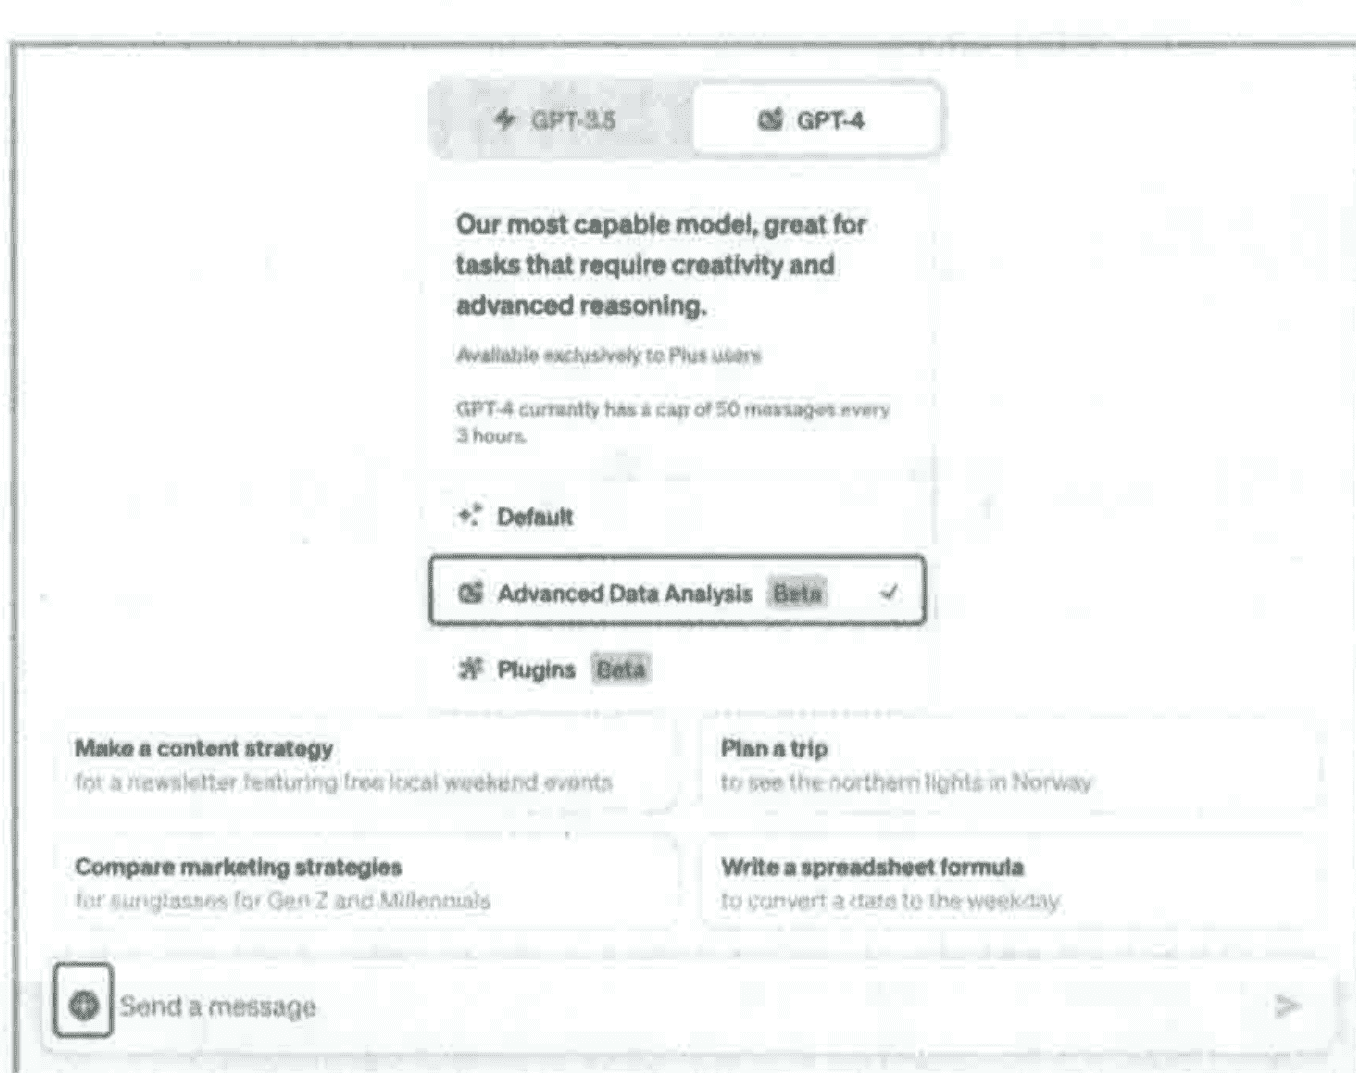 GPT-3.5
GPT-4
Our most capable model, great for
tasks that require creativity and
advanced reasoning.
Available exclusively to Plus users
GPT-4 currently has a cap of 50 messages every
3 hours.
Default
Advanced Data Analysis Beta
Plugins Beta
Make a content strategy
for a newsletter featuring free local weekend events
Plan a trip
to see the northern lights in Norway
Compare marketing strategies
for sunglasses for Gen Z and Millennials
Write a spreadsheet formula
to convert a date to the weekday
Send a message